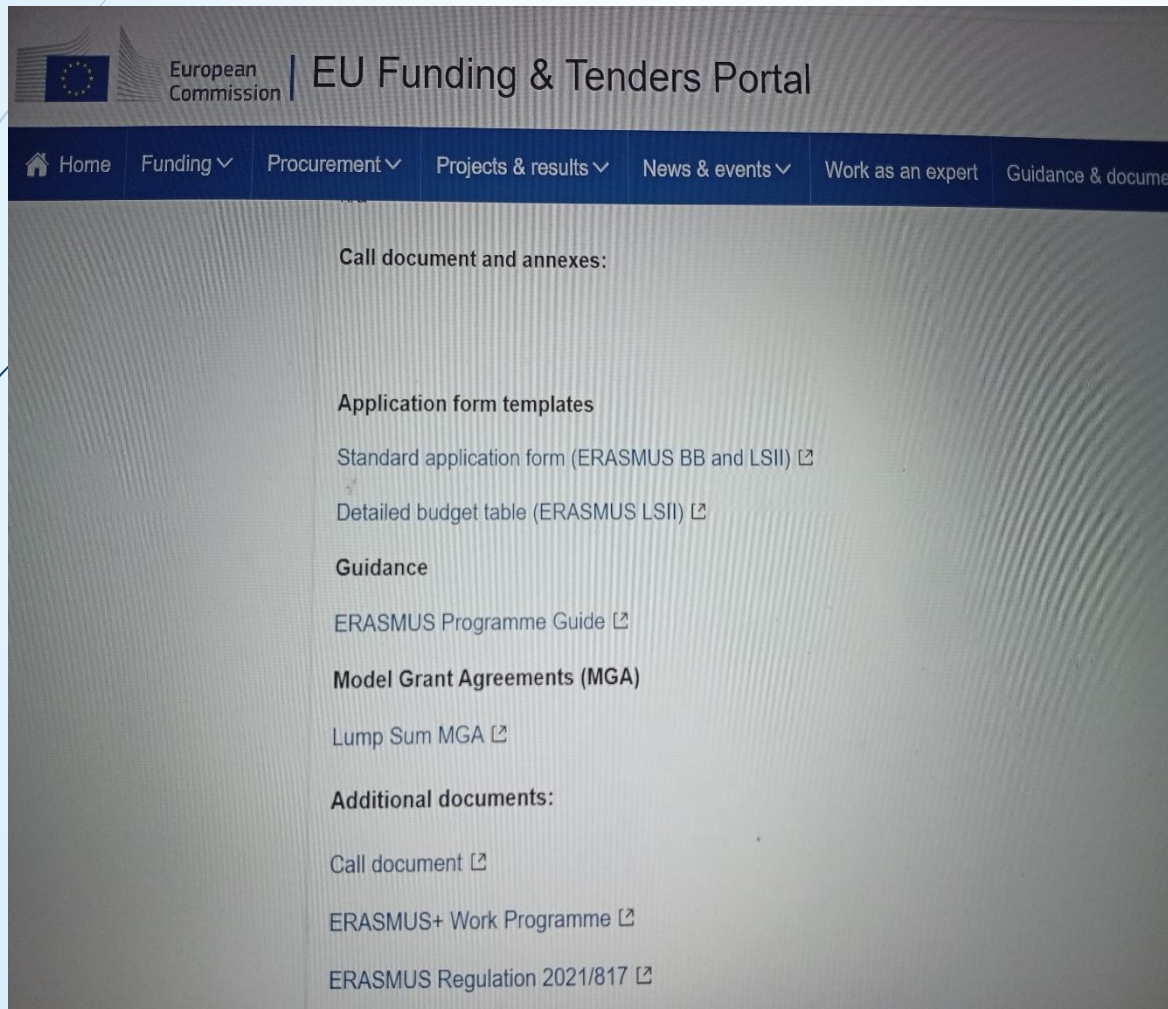 European
Commission
EU Funding & Tenders Portal
Home Funding Procurement Projects & results News & events Work as an expert Guidance & docume
Call document and annexes:
Application form templates
Standard application form (ERASMUS BB and LSII)
Detailed budget table (ERASMUS LSII)
Guidance
ERASMUS Programme Guide
Model Grant Agreements (MGA)
Lump Sum MGA
Additional documents:
Call document
ERASMUS+ Work Programme
ERASMUS Regulation 2021/817